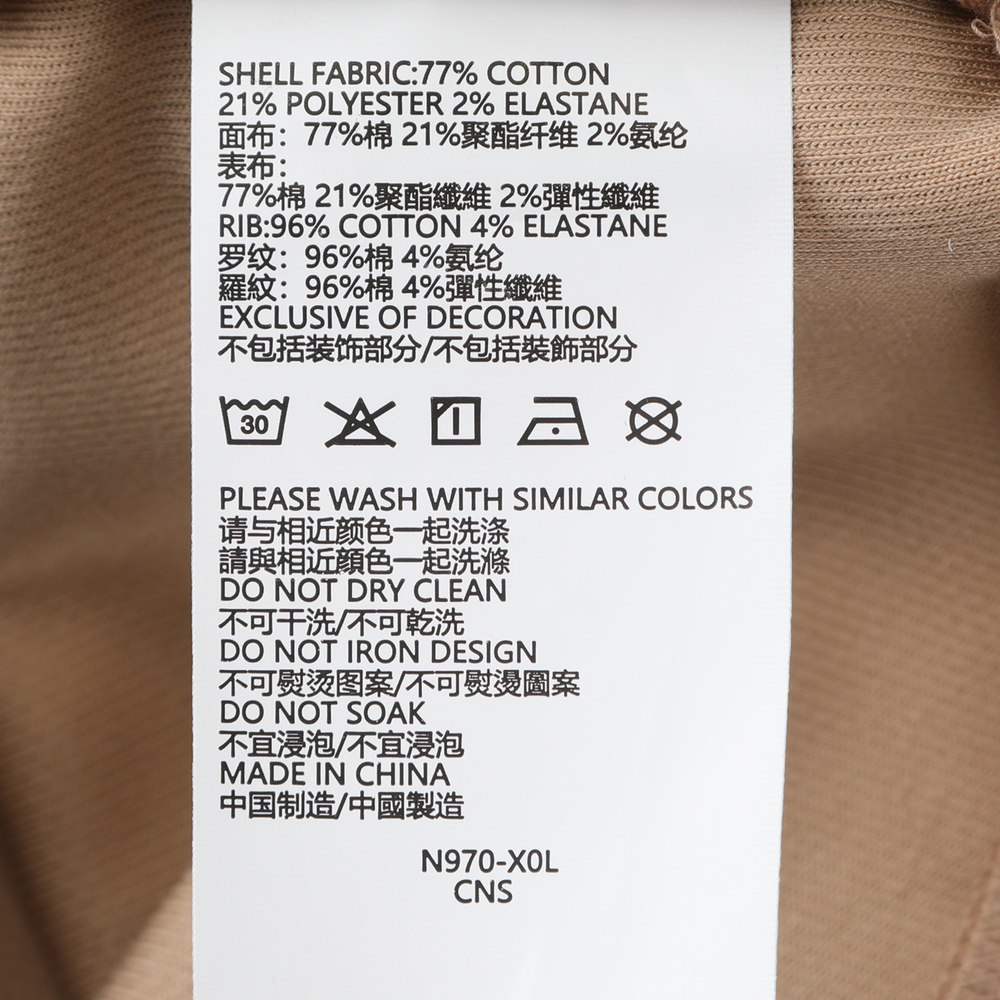 SHELL FABRIC:77% COTTON
21% POLYESTER 2% ELASTANE
面布：77%棉 21%聚酯纤维 2%氨纶
表布：
77%棉 21%聚酯纖維 2%彈性纖維
RIB:96% COTTON 4% ELASTANE
罗纹：96%棉 4%氨纶
羅紋：96%棉 4%彈性纖維
EXCLUSIVE OF DECORATION
不包括装饰部分/不包括裝飾部分
30
PLEASE WASH WITH SIMILAR COLORS
请与相近颜色一起洗涤
請與相近顏色一起洗滌
DO NOT DRY CLEAN
不可干洗/不可乾洗
DO NOT IRON DESIGN
不可熨烫图案/不可熨燙圖案
DO NOT SOAK
不宜浸泡/不宜浸泡
MADE IN CHINA
中国制造/中國製造
N970-X0L
CNS